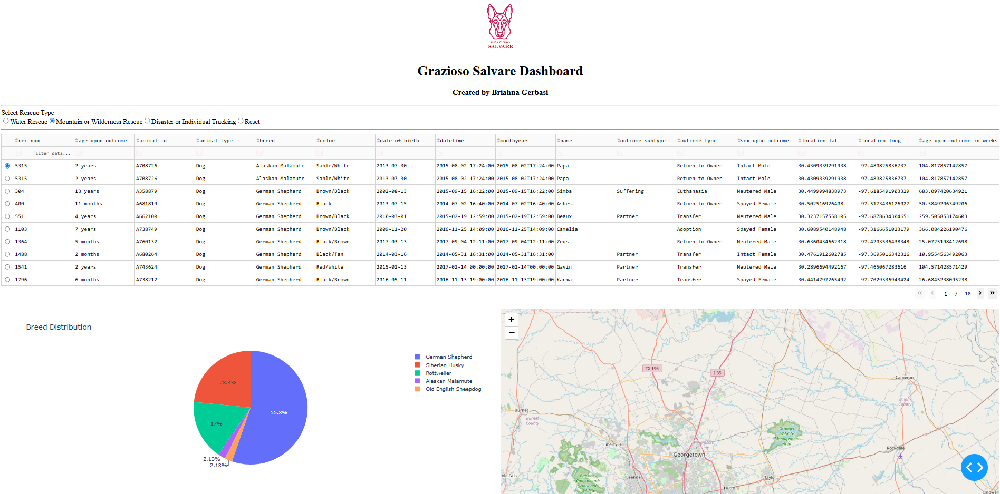 GRAZIOSO
SALVARE
Grazioso Salvare Dashboard
Created by Briahna Gerbasi
Select Rescue Type
Water Rescue Mountain or Wilderness Rescue Disaster or Individual Tracking Reset
rec_num age_upon_outcome animal_id animal_type breed color date_of_birth datetime monthyear name outcome_subtype outcome_type sex_upon_outcome location_lat location_long age_upon_outcome_in_weeks
filter data...
5315 2 years A708726 Dog Alaskan Malamute Sable/White 2013-07-30 2015-08-02 17:24:00 2015-08-02T17:24:00 Papa Return to Owner Intact Male 30.4309339291938 -97.480825836737 104.817857142857
5315 2 years A708726 Dog Alaskan Malamute Sable/White 2013-07-30 2015-08-02 17:24:00 2015-08-02T17:24:00 Papa Return to Owner Intact Male 30.4309339291938 -97.480825836737 104.817857142857
304 13 years A358879 Dog German Shepherd Brown/Black 2002-08-13 2015-09-15 16:22:00 2015-09-15T16:22:00 Simba Suffering Euthanasia Neutered Male 30.4499994838973 -97.6185491903329 683.097420634921
400 11 months A681819 Dog German Shepherd Black 2013-07-15 2014-07-02 16:40:00 2014-07-02T16:40:00 Ashes Return to Owner Spayed Female 30.502516926408 -97.5173436126027 50.3849206349206
551 4 years A662100 Dog German Shepherd Brown/Black 2010-03-01 2015-02-19 12:59:00 2015-02-19T12:59:00 Beaux Partner Transfer Neutered Male 30.3237157558105 -97.6878634304651 259.505853174603
1103 7 years A738749 Dog German Shepherd Brown/Black 2009-11-20 2016-11-25 14:09:00 2016-11-25T14:09:00 Camelia Adoption Spayed Female 30.6089540148948 -97.3166651023179 366.084226190476
1364 5 months A760132 Dog German Shepherd Black/Brown 2017-03-13 2017-09-04 12:11:00 2017-09-04T12:11:00 Zeus Return to Owner Neutered Male 30.6360434662318 -97.4203536438348 25.0725198412698
1488 2 months A680264 Dog German Shepherd Black/Tan 2014-03-16 2014-05-31 16:31:00 2014-05-31T16:31:00 Partner Transfer Intact Female 30.4761912602785 -97.3695016342316 10.9554563492063
1541 2 years A743624 Dog German Shepherd Red/White 2015-02-13 2017-02-14 00:00:00 2017-02-14T00:00:00 Gavin Partner Transfer Neutered Male 30.2896694492167 -97.465067283616 104.571428571429
1796 6 months A738212 Dog German Shepherd Black/Brown 2016-05-11 2016-11-13 19:00:00 2016-11-13T19:00:00 Karma Partner Transfer Spayed Female 30.4414797265492 -97.7029336943424 26.6845238095238
1 / 10
Breed Distribution
23.4%
55.3%
17%
2.13%
2.13%
German Shepherd
Siberian Husky
Rottweiler
Alaskan Malamute
Old English Sheepdog
+
−
TX 195
I 35
Cameron
Milam
County
Burnet
Burnet
County
Granger
Wildlife
Management
Area
Williamson
County
Liberty Hill
Georgetown
Rockdale
Leander
ble Falls
Balcones
Canyonlands
National
Wildlife
Taylor
Hutto
Caldwel